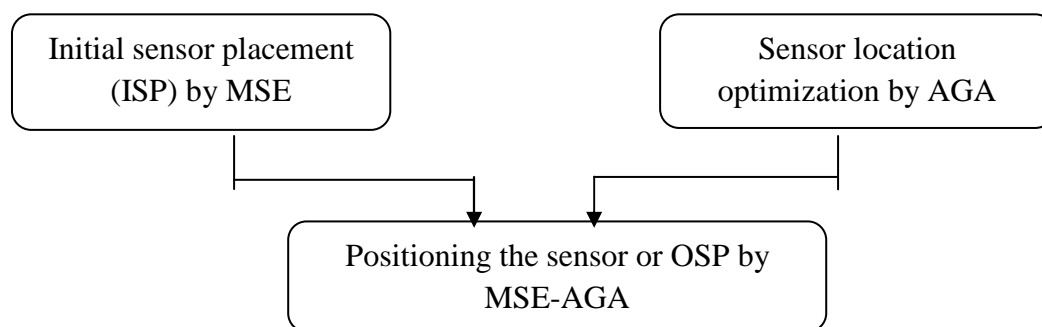 Initial sensor placement
(ISP) by MSE
Sensor location
optimization by AGA
Positioning the sensor or OSP by
MSE-AGA